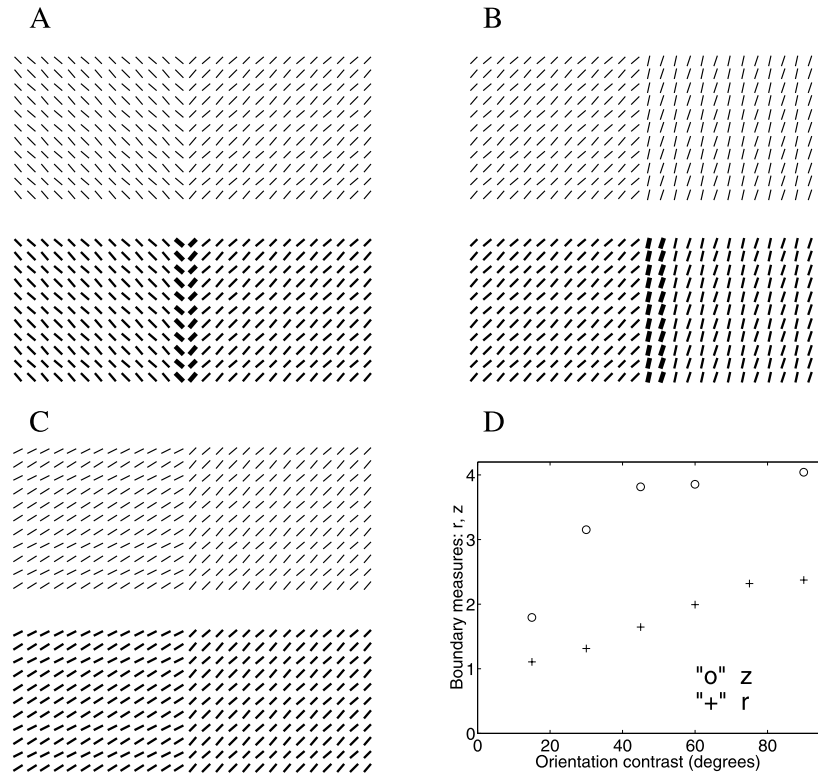 A
B
C
D
4
3
2
1
0
Boundary measures: r, z
"o" z
"+" r
0 20 40 60 80
Orientation contrast (degrees)